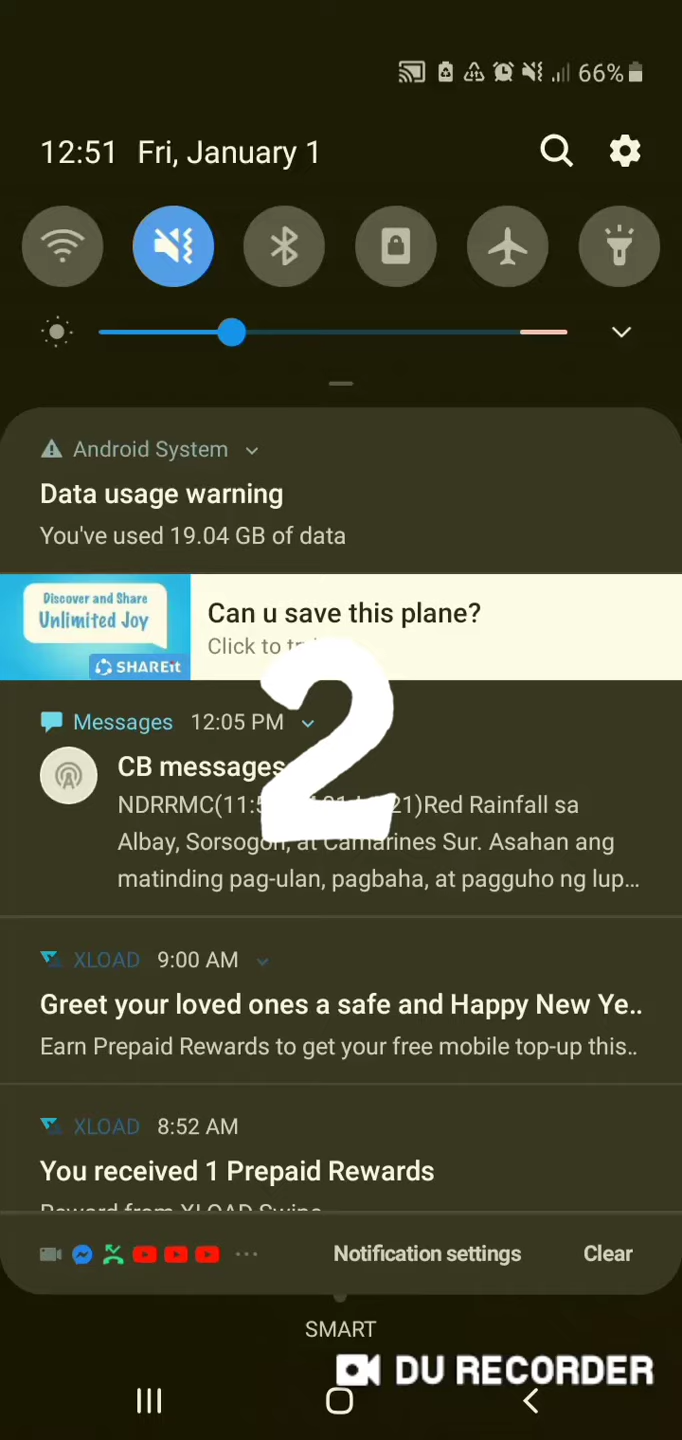 66%
12:51 Fri, January 1
Android System
Data usage warning
You've used 19.04 GB of data
Discover and Share
Unlimited Joy
SHAREit
Can u save this plane?
Click to
2
Messages 12:05 PM
CB messages
NDRRMC(11:5 21)Red Rainfall sa
Albay, Sorsogon, at Camarines Sur. Asahan ang
matinding pag-ulan, pagbaha, at pagguho ng lup...
XLOAD 9:00 AM
Greet your loved ones a safe and Happy New Ye..
Earn Prepaid Rewards to get your free mobile top-up this..
XLOAD 8:52 AM
You received 1 Prepaid Rewards
Reward from XLOAD Swipe
Notification settings Clear
SMART
DU RECORDER